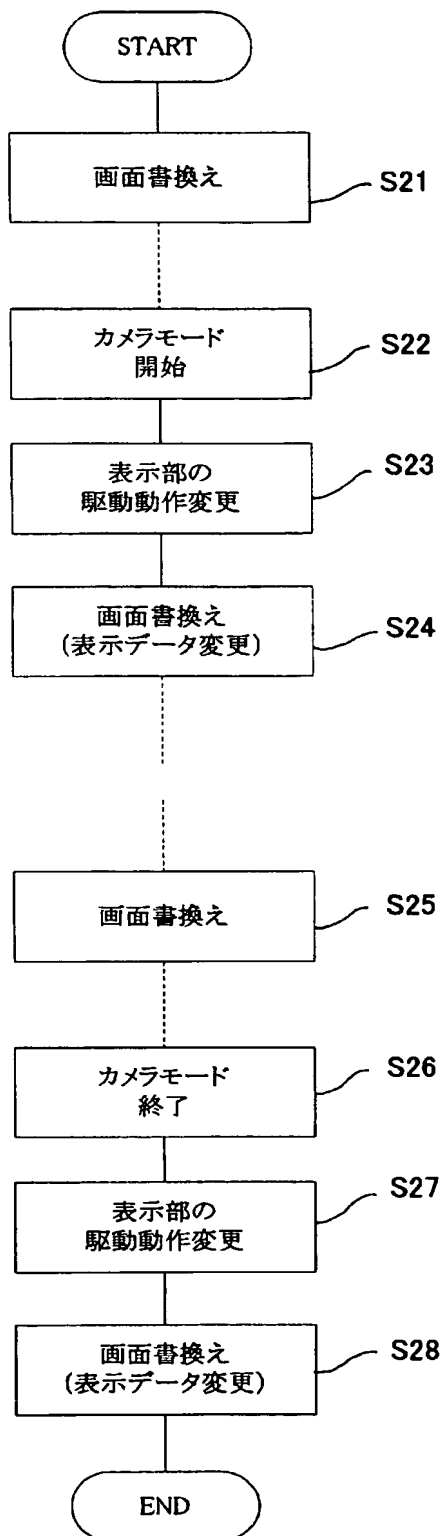 START
画面書換え
S21
カメラモード
開始
S22
表示部の
駆動動作変更
S23
画面書換え
(表示データ変更)
S24
画面書換え
S25
カメラモード
終了
S26
表示部の
駆動動作変更
S27
画面書換え
(表示データ変更)
S28
END